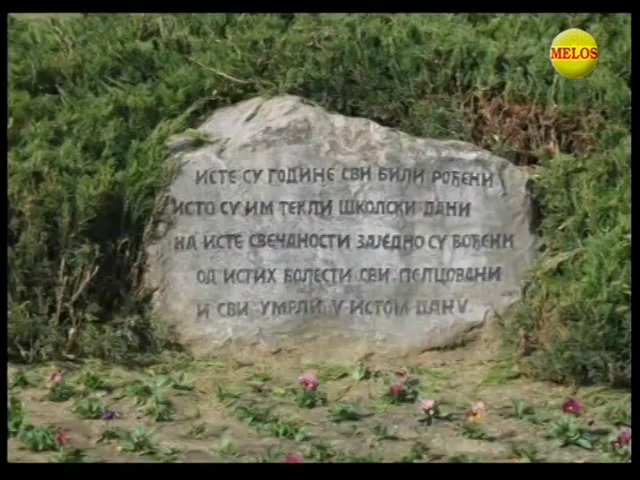 MELOS
ИСТЕ СУ ГОДИНЕ СВИ БИЛИ РОЂЕНИ
ИСТО СУ ИМ ТЕКЛИ ШКОЛСКИ ДАНИ
НА ИСТЕ СВЕЧАНОСТИ ЗАЈЕДНО СУ ВОЂЕНИ
ОД ИСТИХ БОЛЕСТИ СВИ ПЕЛЦОВАНИ
И СВИ УМРЛИ У ИСТОМ ДАНУ